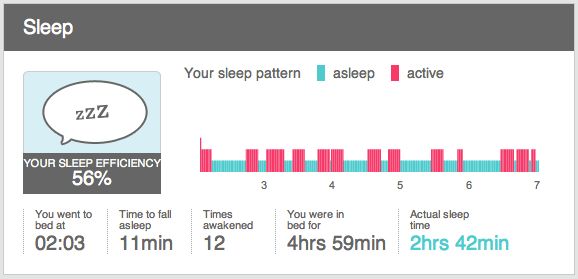 Sleep
Your sleep pattern asleep active
zzZ
YOUR SLEEP EFFICIENCY
56%
3 4 5 6 7
You went to
bed at
02:03
Time to fall
asleep
11min
Times
awakened
12
You were in
bed for
4hrs 59min
Actual sleep
time
2hrs 42min